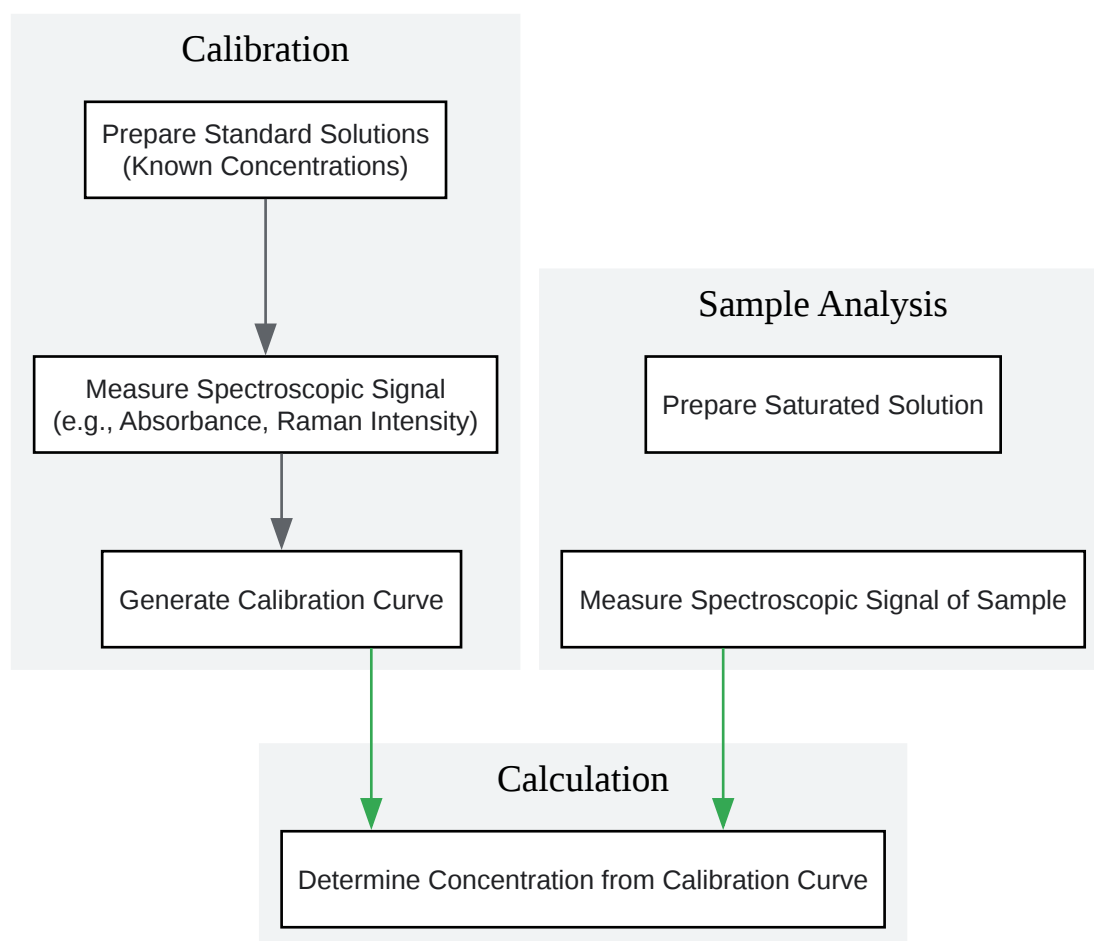 Calibration
Prepare Standard Solutions
(Known Concentrations)
Measure Spectroscopic Signal
(e.g., Absorbance, Raman Intensity)
Generate Calibration Curve
Sample Analysis
Prepare Saturated Solution
Measure Spectroscopic Signal of Sample
Calculation
Determine Concentration from Calibration Curve